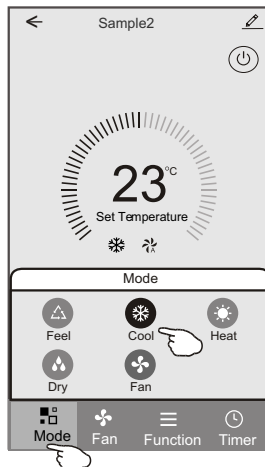 Sample2
23°C
Set Temperature
A
Mode
Feel Cool Heat
Dry Fan
Mode Fan Function Timer